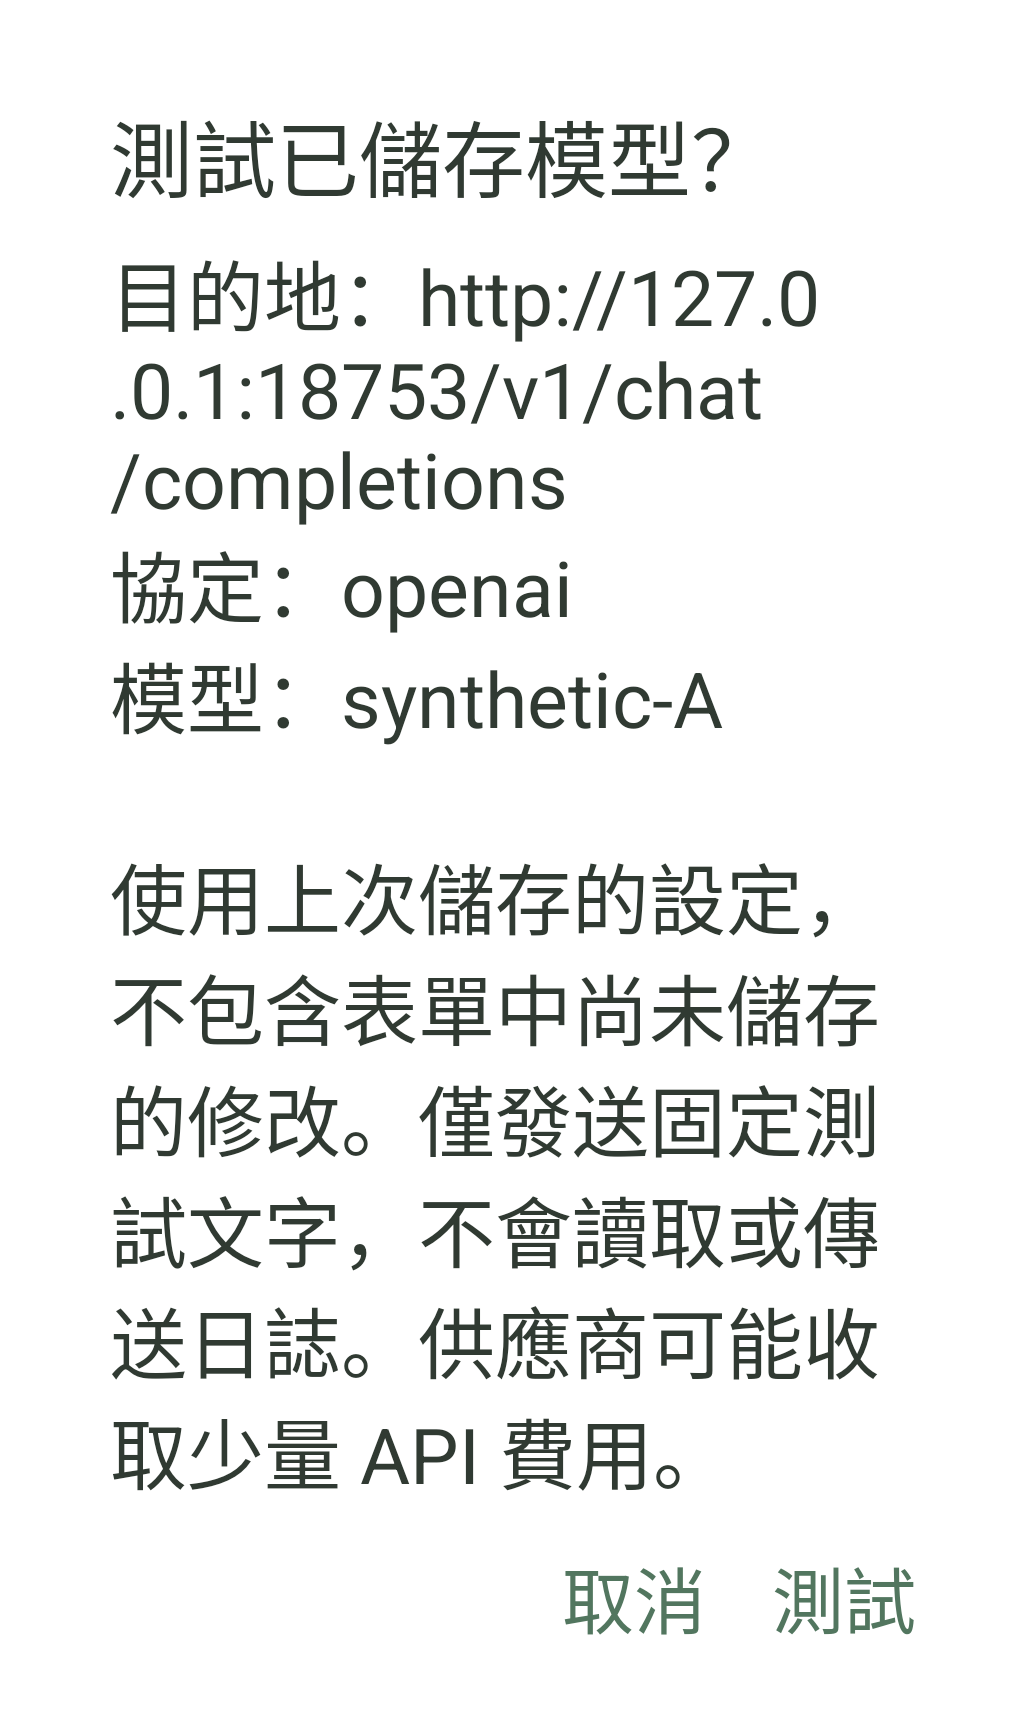 測試已儲存模型？
目的地：http://127.0
.0.1:18753/v1/chat
/completions
協定：openai
模型：synthetic-A
使用上次儲存的設定，
不包含表單中尚未儲存
的修改。僅發送固定測
試文字，不會讀取或傳
送日誌。供應商可能收
取少量 API 費用。
取消 測試